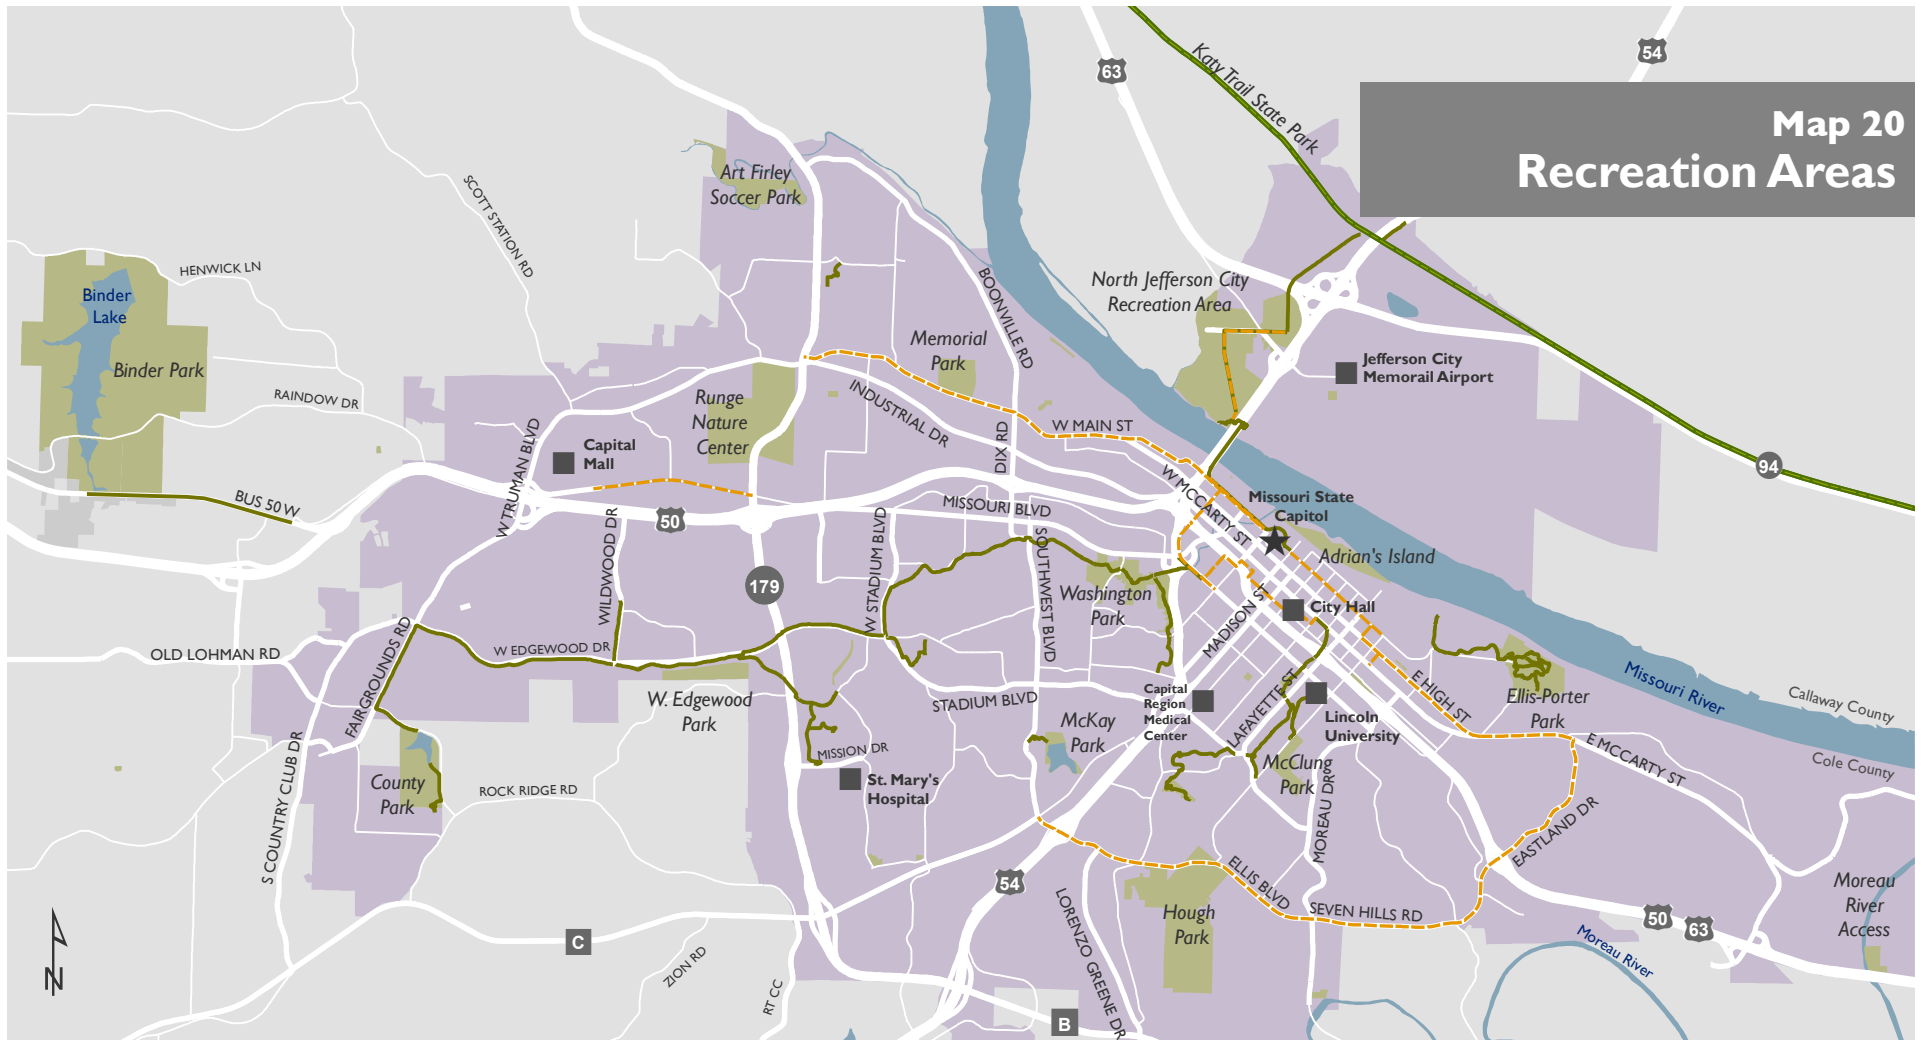 Map 20
Recreation Areas
Katy Trail State Park
63
54
Art Firley
Soccer Park
SCOTT STATION RD
HENWICK LN
Binder
Lake
Binder Park
RAINDOW DR
BOONVILLE RD
North Jefferson City
Recreation Area
Memorial
Park
Jefferson City
Memorail Airport
Runge
Nature
Center
INDUSTRIAL DR
W MAIN ST
DIX RD
W TRUMAN BLVD
Capital
Mall
94
BUS 50 W
50
WILDWOOD DR
MISSOURI BLVD
W MCCARTY ST
Missouri State
Capitol
Adrian's Island
W STADIUM BLVD
SOUTHWEST BLVD
179
Washington
Park
MADISON ST
City Hall
OLD LOHMAN RD
FAIRGROUNDS RD
W EDGEWOOD DR
W. Edgewood
Park
STADIUM BLVD
Capital
Region
Medical
Center
LAFAYETTE ST
Lincoln
University
E HIGH ST
Ellis-Porter
Park
Missouri River
Callaway County
Cole County
McKay
Park
McClung
Park
E MCCARTY ST
S COUNTRY CLUB DR
County
Park
ROCK RIDGE RD
MISSION DR
St. Mary's
Hospital
MOREAU DR
EASTLAND DR
54
ELLIS BLVD
SEVEN HILLS RD
LORENZO GREENE DR
Hough
Park
50
63
Moreau
River
Access
Moreau River
C
ZION RD
RT CC
B
N